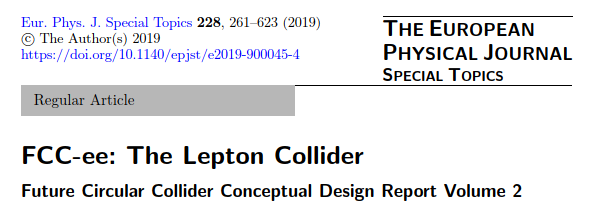 Eur. Phys. J. Special Topics 228, 261–623 (2019)
© The Author(s) 2019
https://doi.org/10.1140/epjst/e2019-900045-4
THE EUROPEAN
PHYSICAL JOURNAL
SPECIAL TOPICS
Regular Article
FCC-ee: The Lepton Collider
Future Circular Collider Conceptual Design Report Volume 2